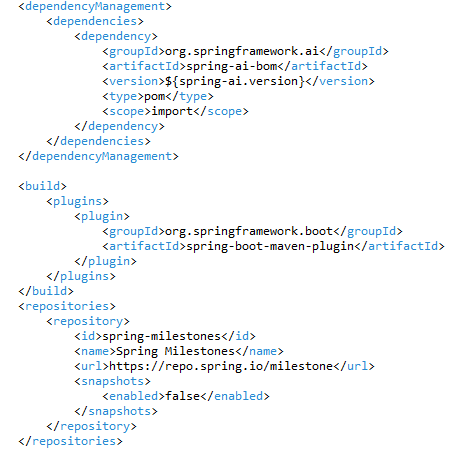 <dependencyManagement>
    <dependencies>
        <dependency>
            <groupId>org.springframework.ai</groupId>
            <artifactId>spring-ai-bom</artifactId>
            <version>${spring-ai.version}</version>
            <type>pom</type>
            <scope>import</scope>
        </dependency>
    </dependencies>
</dependencyManagement>

<build>
    <plugins>
        <plugin>
            <groupId>org.springframework.boot</groupId>
            <artifactId>spring-boot-maven-plugin</artifactId>
        </plugin>
    </plugins>
</build>
<repositories>
    <repository>
        <id>spring-milestones</id>
        <name>Spring Milestones</name>
        <url>https://repo.spring.io/milestone</url>
        <snapshots>
            <enabled>false</enabled>
        </snapshots>
    </repository>
</repositories>